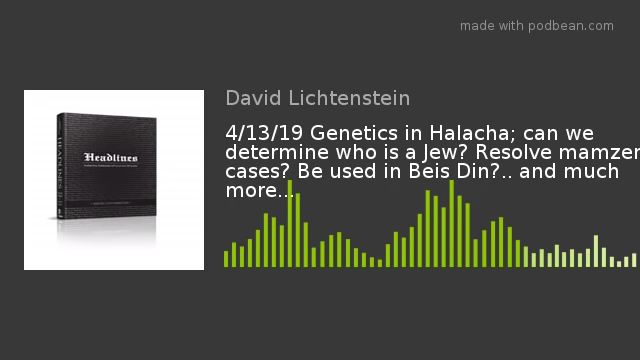 made with podbean.com
David Lichtenstein
4/13/19 Genetics in Halacha; can we
determine who is a Jew? Resolve mamzer
cases? Be used in Beis Din?.. and much
more...
Headlines